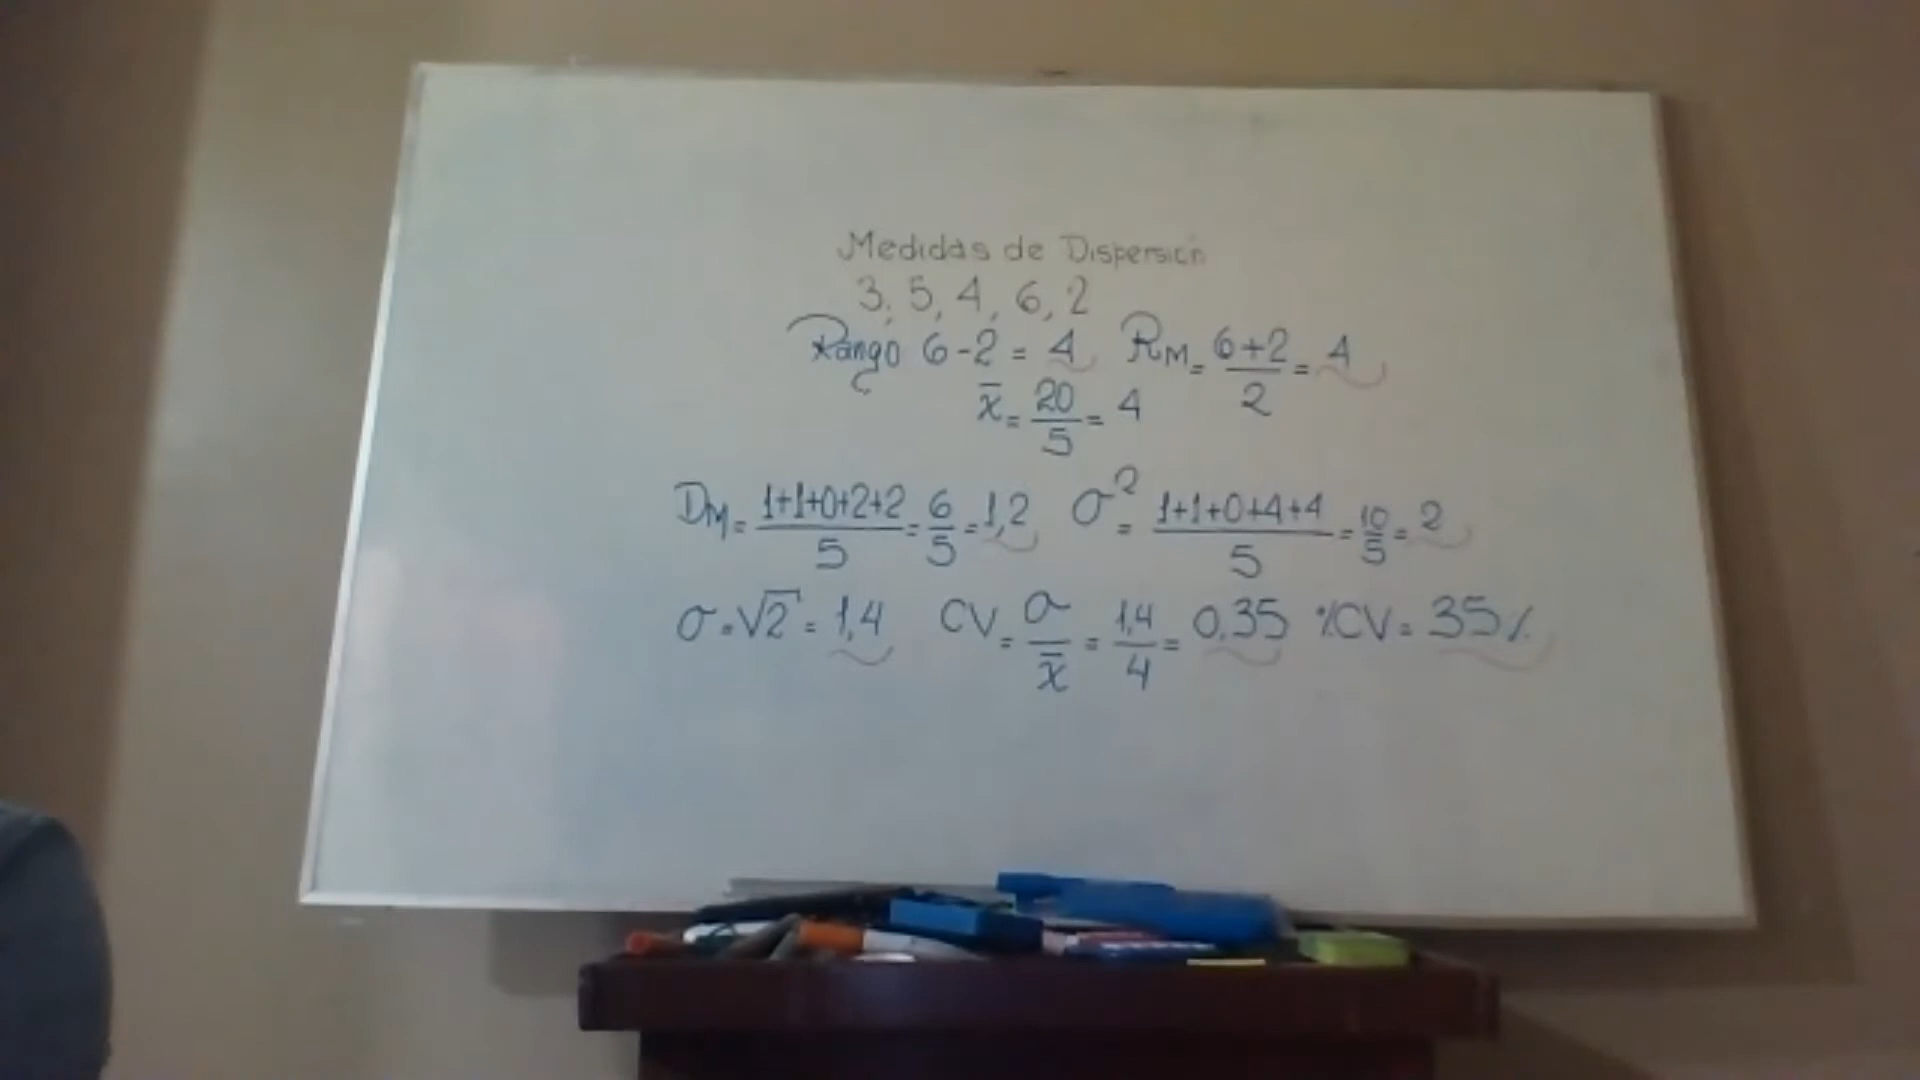 Medidas de Dispersión
3, 5, 4, 6, 2
Rango 6-2 = 4 RM = 6+2/2 = 4
x̄ = 20/5 = 4
DM = 1+1+0+2+2/5 = 6/5 = 1,2 σ² = 1+1+0+4+4/5 = 10/5 = 2
σ = √2 = 1,4 CV = σ/x̄ = 1,4/4 = 0,35 %CV = 35%